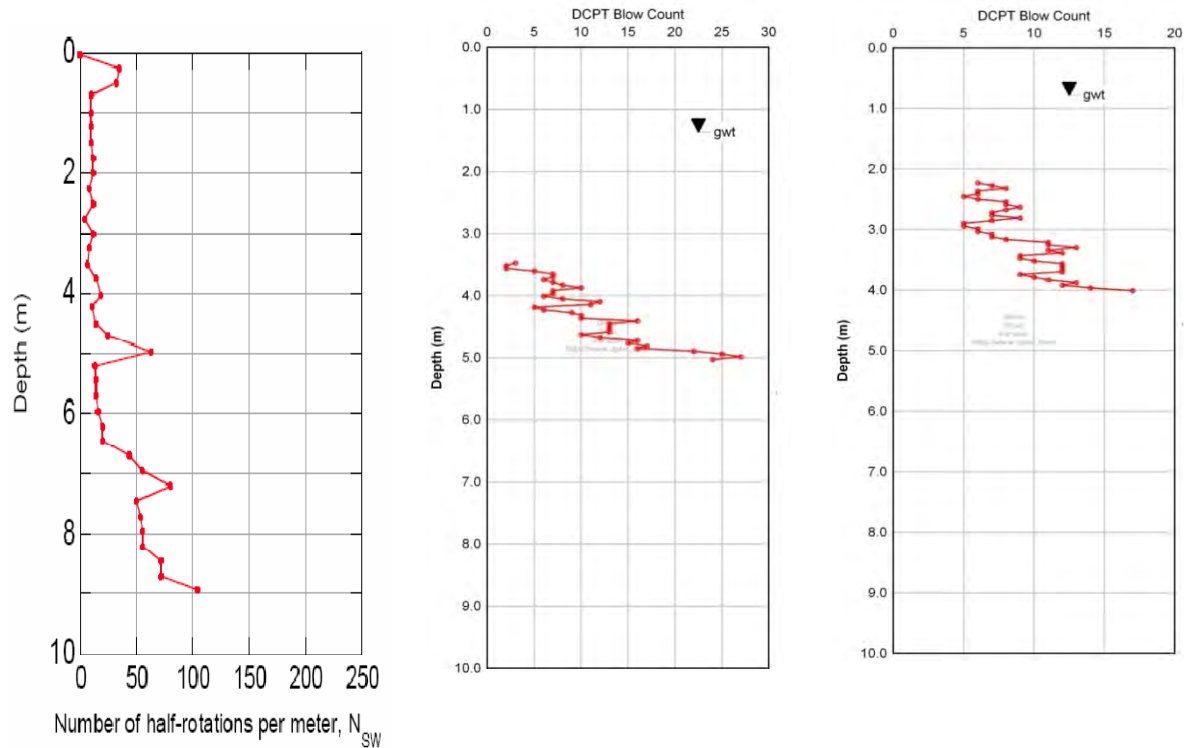 0
2
4
6
8
10
Depth (m)
0 50 100 150 200 250
Number of half-rotations per meter, N_SW
DCPT Blow Count
0 5 10 15 20 25 30
0.0
1.0
2.0
3.0
4.0
5.0
6.0
7.0
8.0
9.0
10.0
Depth (m)
gwt
DCPT Blow Count
0 5 10 15 20
0.0
1.0
2.0
3.0
4.0
5.0
6.0
7.0
8.0
9.0
10.0
Depth (m)
gwt